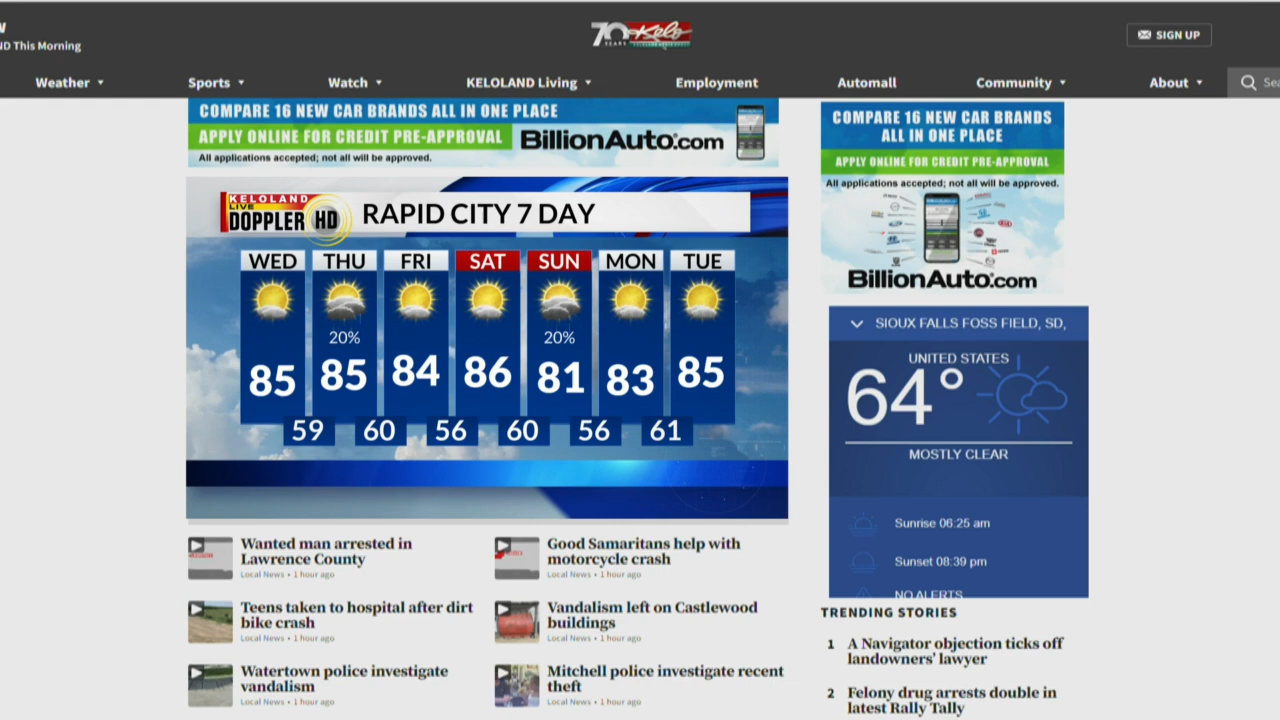 ND This Morning
70 YEARS Kelo
SIGN UP
Weather
Sports
Watch
KELOLAND Living
Employment
Automall
Community
About
Sea
COMPARE 16 NEW CAR BRANDS ALL IN ONE PLACE
APPLY ONLINE FOR CREDIT PRE-APPROVAL
BillionAuto.com
All applications accepted; not all will be approved.
COMPARE 16 NEW CAR BRANDS
ALL IN ONE PLACE
APPLY ONLINE FOR CREDIT PRE-APPROVAL
All applications accepted; not all will be approved.
BillionAuto.com
KELOLAND
LIVE
DOPPLER HD
RAPID CITY 7 DAY
WED THU FRI SAT SUN MON TUE
20% 20%
85 85 84 86 81 83 85
59 60 56 60 56 61
SIOUX FALLS FOSS FIELD, SD,
UNITED STATES
64°
MOSTLY CLEAR
Sunrise 06:25 am
Sunset 08:39 pm
NO ALERTS
Wanted man arrested in
Lawrence County
Local News • 1 hour ago
Good Samaritans help with
motorcycle crash
Local News • 1 hour ago
Teens taken to hospital after dirt
bike crash
Local News • 1 hour ago
Vandalism left on Castlewood
buildings
Local News • 1 hour ago
Watertown police investigate
vandalism
Local News • 1 hour ago
Mitchell police investigate recent
theft
Local News • 1 hour ago
TRENDING STORIES
1 A Navigator objection ticks off
landowners' lawyer
2 Felony drug arrests double in
latest Rally Tally